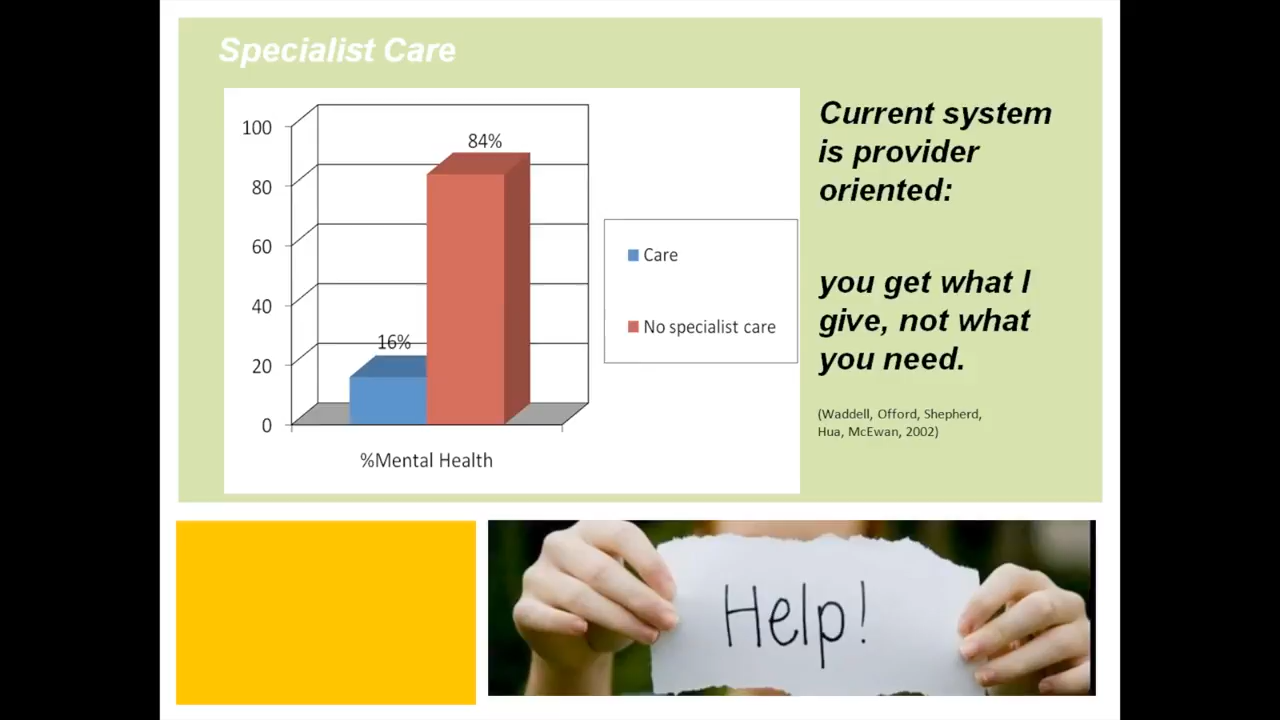 Specialist Care
100
80
60
40
20
0
84%
16%
%Mental Health
Care
No specialist care
Current system
is provider
oriented:
you get what I
give, not what
you need.
(Waddell, Offord, Shepherd,
Hua, McEwan, 2002)
Help!